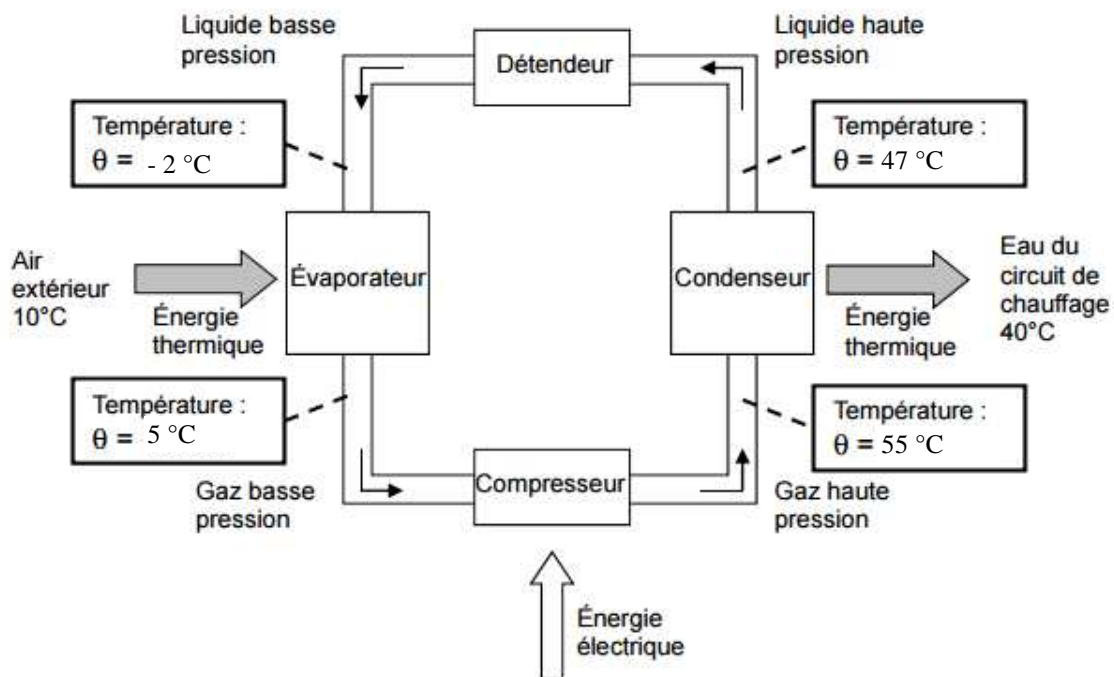 Liquide basse
pression
Détendeur
Liquide haute
pression
Température :
θ = - 2 °C
Température :
θ = 47 °C
Air
extérieur
10°C
Énergie
thermique
Évaporateur
Condenseur
Énergie
thermique
Eau du
circuit de
chauffage
40°C
Température :
θ = 5 °C
Température :
θ = 55 °C
Gaz basse
pression
Compresseur
Gaz haute
pression
Énergie
électrique